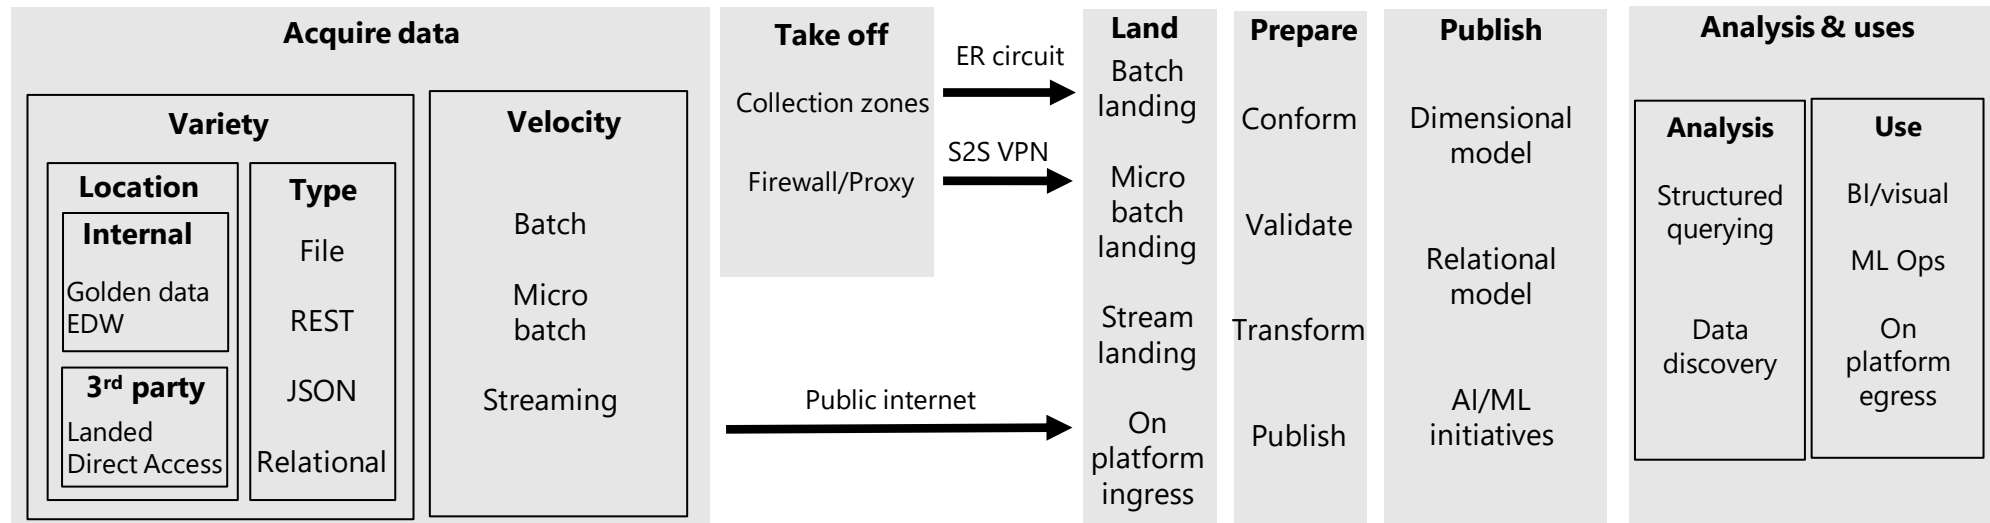 Acquire data
Variety
Location
Internal
Golden data
EDW
3rd party
Landed
Direct Access
Type
File
REST
JSON
Relational
Velocity
Batch
Micro
batch
Streaming
Take off
Collection zones
Firewall/Proxy
ER circuit
S2S VPN
Public internet
Land
Batch
landing
Micro
batch
landing
Stream
landing
On
platform
ingress
Prepare
Conform
Validate
Transform
Publish
Publish
Dimensional
model
Relational
model
AI/ML
initiatives
Analysis & uses
Analysis
Structured
querying
Data
discovery
Use
BI/visual
ML Ops
On
platform
egress